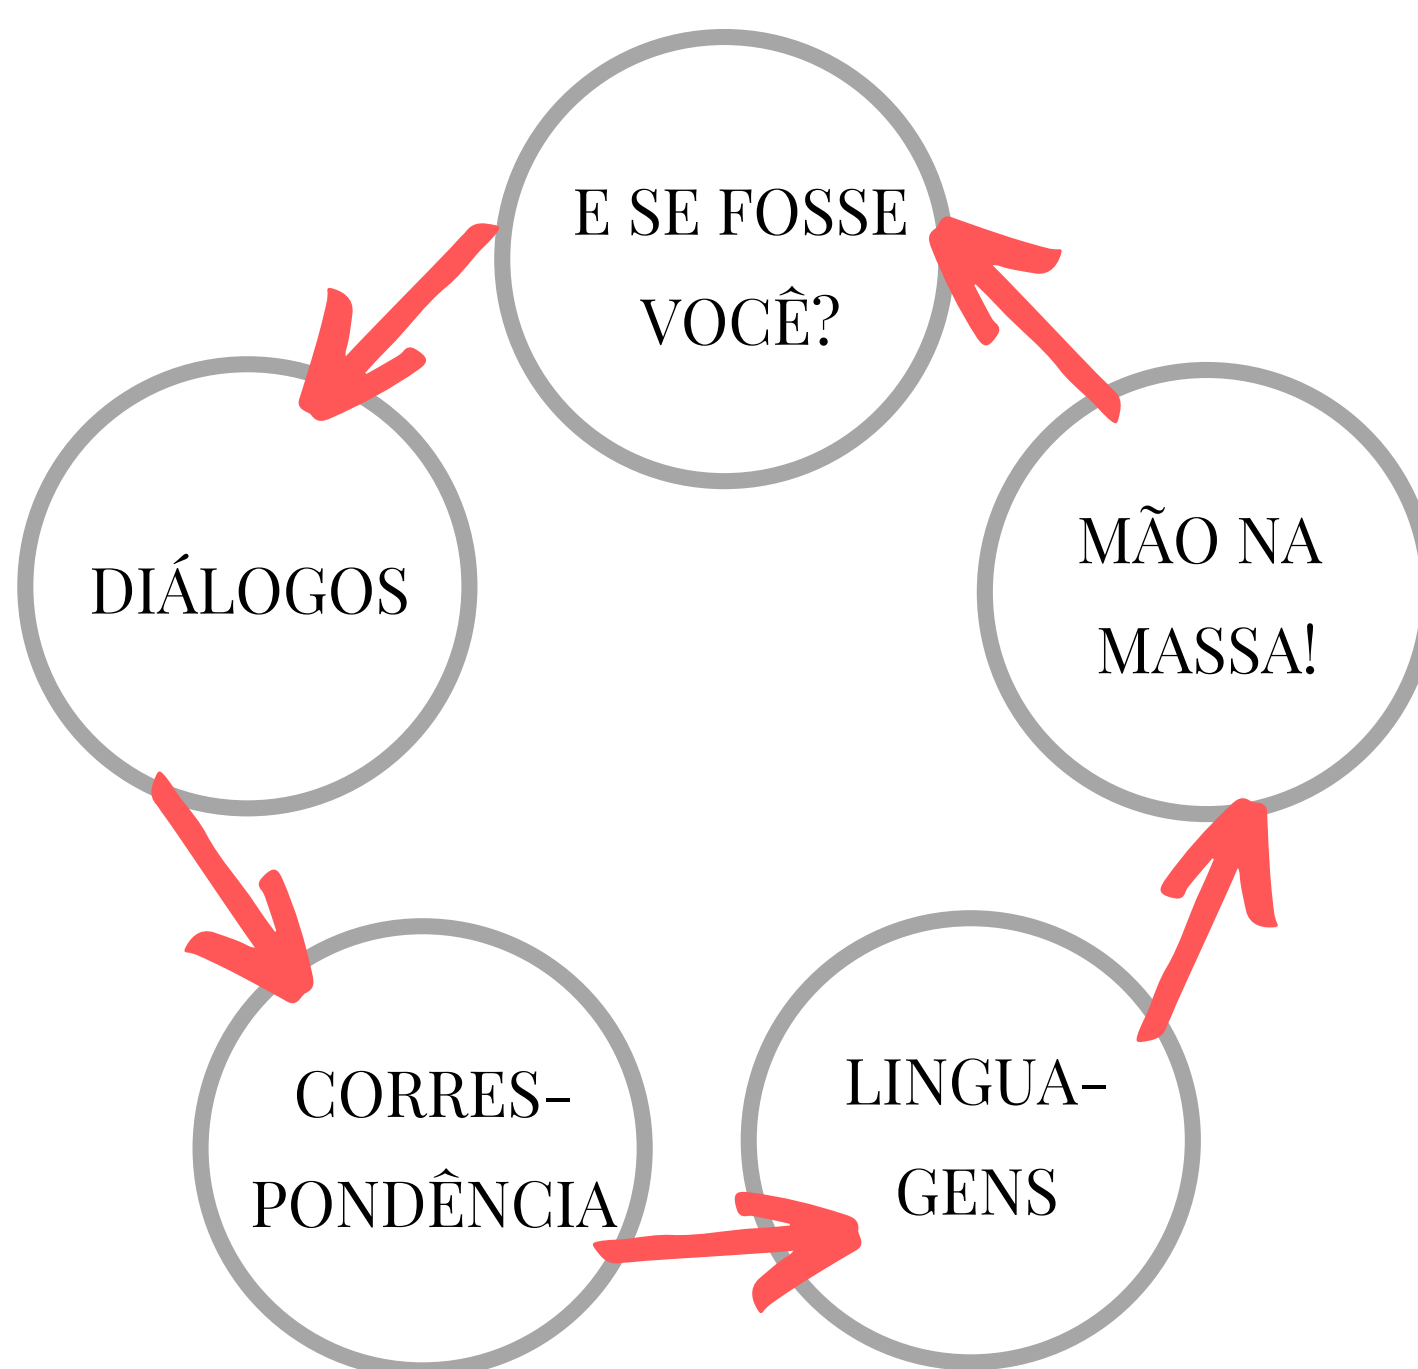 E SE FOSSE
VOCÊ?
DIÁLOGOS
CORRES-
PONDÊNCIA
LINGUA-
GENS
MÃO NA
MASSA!